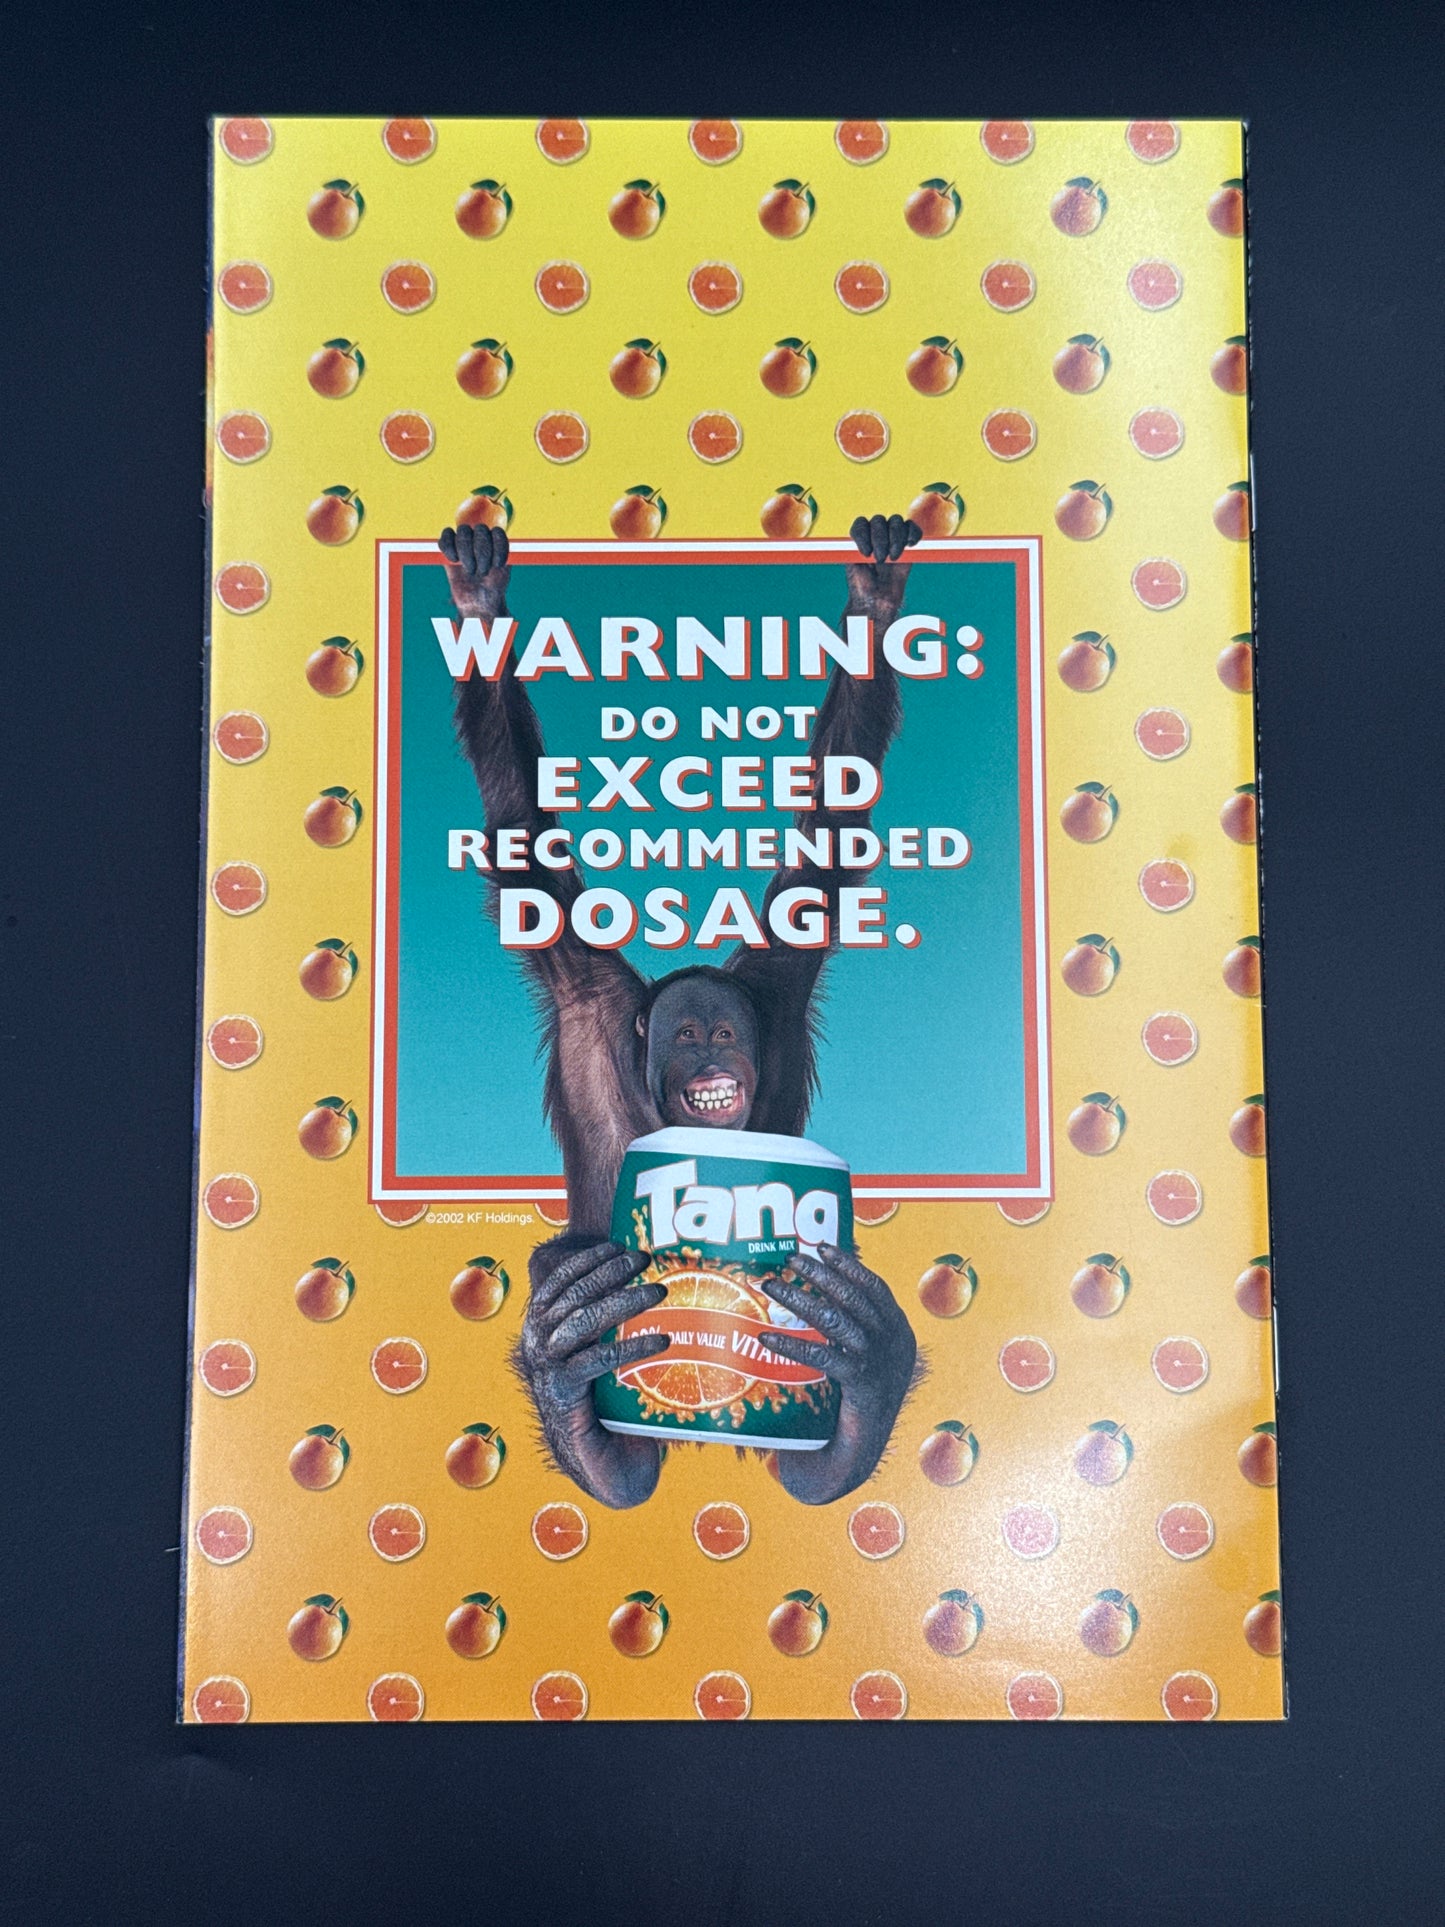 WARNING:
DO NOT
EXCEED
RECOMMENDED
DOSAGE.
Tang
DRINK MIX
DAILY VALUE
©2002 KF Holdings.